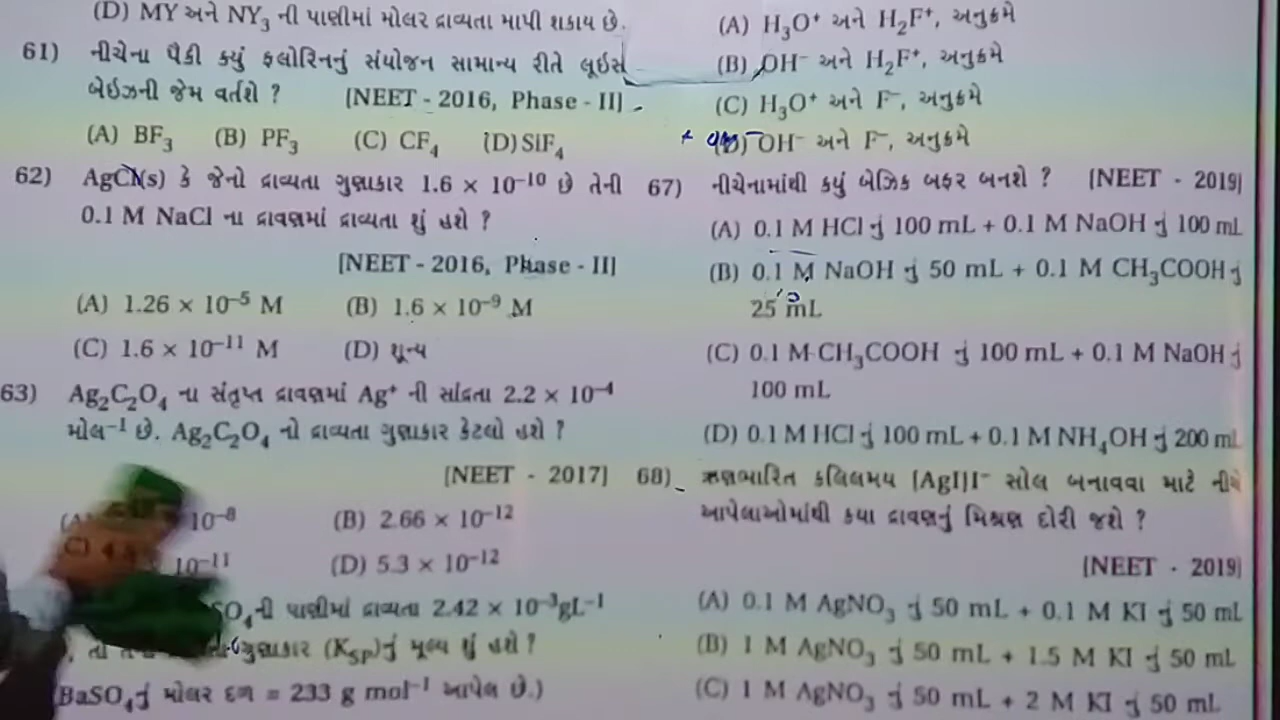 (D) MY અને NY₃ ની પાણીમાં મોલર દ્રાવ્યતા માપી શકાય છે.
61) નીચેના પૈકી ક્યું ફ્લોરિનનું સંયોજન સામાન્ય રીતે લૂઇસ
બેઇઝની જેમ વર્તશે ? [NEET - 2016, Phase - II]
(A) BF₃ (B) PF₃ (C) CF₄ (D) SiF₄
62) AgCl(s) કે જેનો દ્રાવ્યતા ગુણાકાર 1.6 × 10⁻¹⁰ છે તેની
0.1 M NaCl ના દ્રાવણમાં દ્રાવ્યતા શું હશે ?
[NEET - 2016, Phase - II]
(A) 1.26 × 10⁻⁵ M (B) 1.6 × 10⁻⁹ M
(C) 1.6 × 10⁻¹¹ M (D) શૂન્ય
63) Ag₂C₂O₄ ના સંતૃપ્ત દ્રાવણમાં Ag⁺ ની સાંદ્રતા 2.2 × 10⁻⁴
મોલ⁻¹ છે. Ag₂C₂O₄ નો દ્રાવ્યતા ગુણાકાર કેટલો હશે ?
[NEET - 2017]
10⁻⁸ (B) 2.66 × 10⁻¹²
10⁻¹¹ (D) 5.3 × 10⁻¹²
SO₄ની પાણીમાં દ્રાવ્યતા 2.42 × 10⁻³gL⁻¹
ગુણાકાર (K_SP)નું મૂલ્ય શું હશે ?
BaSO₄નું મોલર દળ = 233 g mol⁻¹ આપેલ છે.)
(A) H₃O⁺ અને H₂F⁺, અનુક્રમે
(B) OH⁻ અને H₂F⁺, અનુક્રમે
(C) H₃O⁺ અને F⁻, અનુક્રમે
(D) OH⁻ અને F⁻, અનુક્રમે
67) નીચેનામાંથી ક્યું બેઝિક બફર બનશે ? [NEET - 2019]
(A) 0.1 M HCl નું 100 mL + 0.1 M NaOH નું 100 mL
(B) 0.1 M NaOH નું 50 mL + 0.1 M CH₃COOH નું
25 mL
(C) 0.1 M CH₃COOH નું 100 mL + 0.1 M NaOH નું
100 mL
(D) 0.1 M HCl નું 100 mL + 0.1 M NH₄OH નું 200 mL
68) ઋણભારિત કલિલમય [AgI]I⁻ સોલ બનાવવા માટે નીચે
આપેલાઓમાંથી કયા દ્રાવણનું મિશ્રણ દોરી જશે ?
[NEET - 2019]
(A) 0.1 M AgNO₃ નું 50 mL + 0.1 M KI નું 50 mL
(B) 1 M AgNO₃ નું 50 mL + 1.5 M KI નું 50 mL
(C) 1 M AgNO₃ નું 50 mL + 2 M KI નું 50 mL